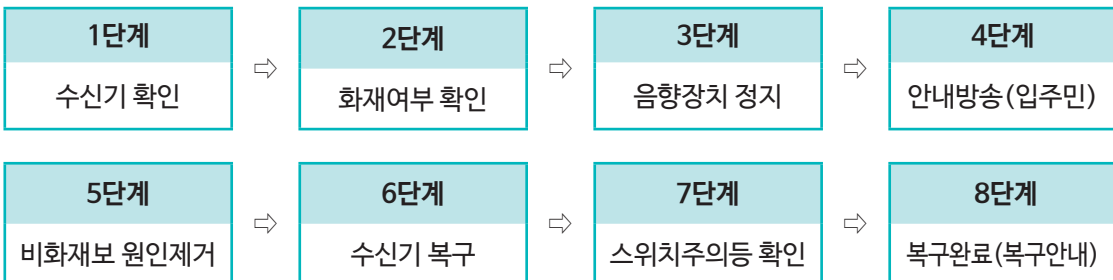 1단계
수신기 확인
2단계
화재여부 확인
3단계
음향장치 정지
4단계
안내방송(입주민)
5단계
비화재보 원인제거
6단계
수신기 복구
7단계
스위치주의등 확인
8단계
복구완료(복구안내)